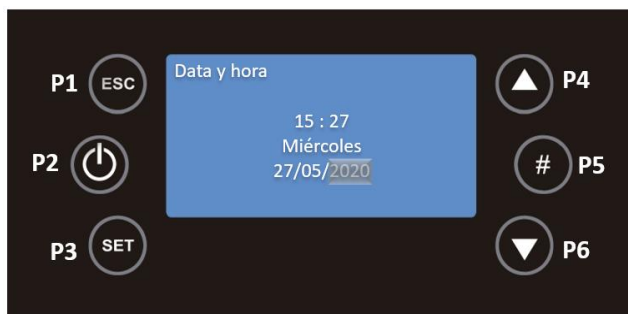 Data y hora
P1 ESC
P4
15 : 27
Miércoles
P2
# P5
27/05/2020
P3 SET
P6